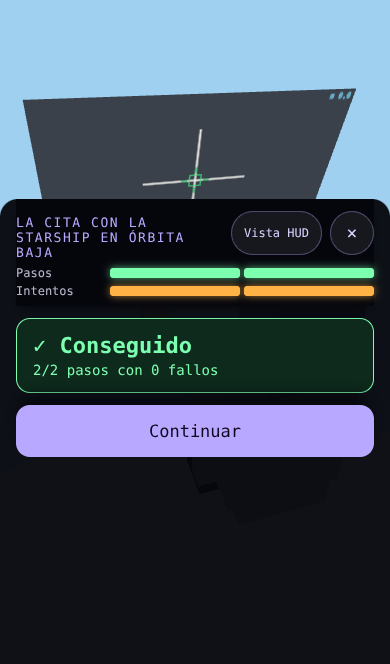 LA CITA CON LA
STARSHIP EN ÓRBITA
BAJA
Vista HUD
×
Pasos
Intentos
✓ Conseguido
2/2 pasos con 0 fallos
Continuar